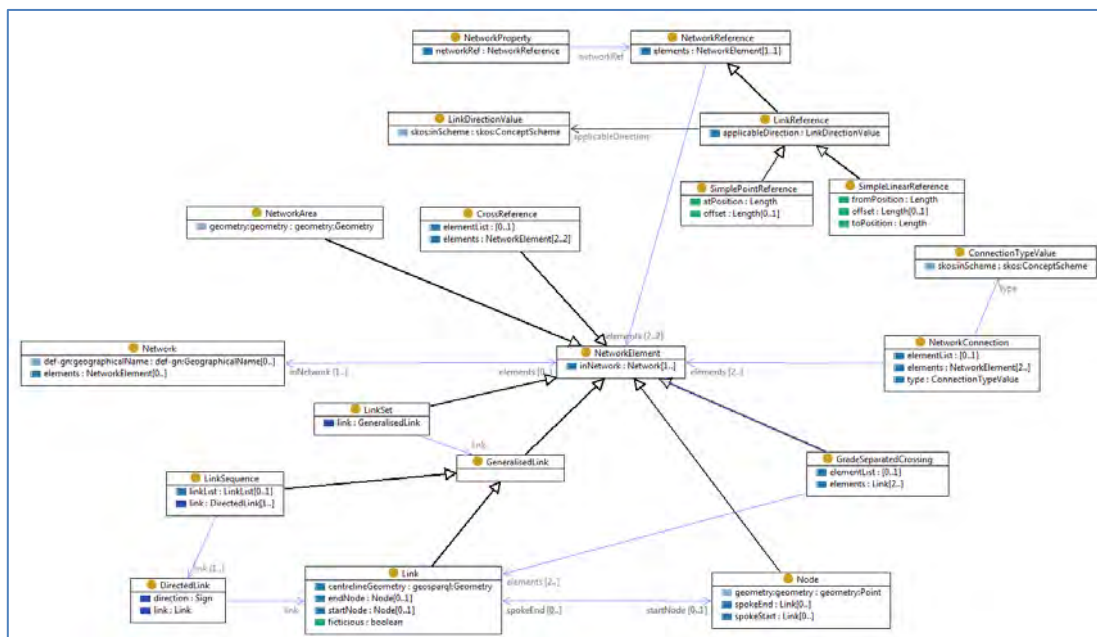 NetworkProperty
networkRef : NetworkReference
networkRef
NetworkReference
elements : NetworkElement[1..1]
LinkDirectionValue
skos:inScheme : skos:ConceptScheme
applicableDirection
LinkReference
applicableDirection : LinkDirectionValue
SimplePointReference
atPosition : Length
offset : Length[0..1]
SimpleLinearReference
fromPosition : Length
offset : Length[0..1]
toPosition : Length
NetworkArea
geometry:geometry : geometry:Geometry
CrossReference
elementList : [0..1]
elements : NetworkElement[2..2]
ConnectionTypeValue
skos:inScheme : skos:ConceptScheme
type
elements [2..2]
Network
def-gn:geographicalName : def-gn:GeographicalName[0..]
elements : NetworkElement[0..]
inNetwork [1..]
elements [0..
NetworkElement
inNetwork : Network[1..]
elements [2..]
NetworkConnection
elementList : [0..1]
elements : NetworkElement[2..]
type : ConnectionTypeValue
LinkSet
link : GeneralisedLink
link
GeneralisedLink
LinkSequence
linkList : LinkList[0..1]
link : DirectedLink[1..]
GradeSeparatedCrossing
elementList : [0..1]
elements : Link[2..]
link [1..]
DirectedLink
direction : Sign
link : Link
link
Link
centrelineGeometry : geosparql:Geometry
endNode : Node[0..1]
startNode : Node[0..1]
ficticious : boolean
elements [2..]
spokeEnd [0..]
startNode [0..1]
Node
geometry:geometry : geometry:Point
spokeEnd : Link[0..]
spokeStart : Link[0..]